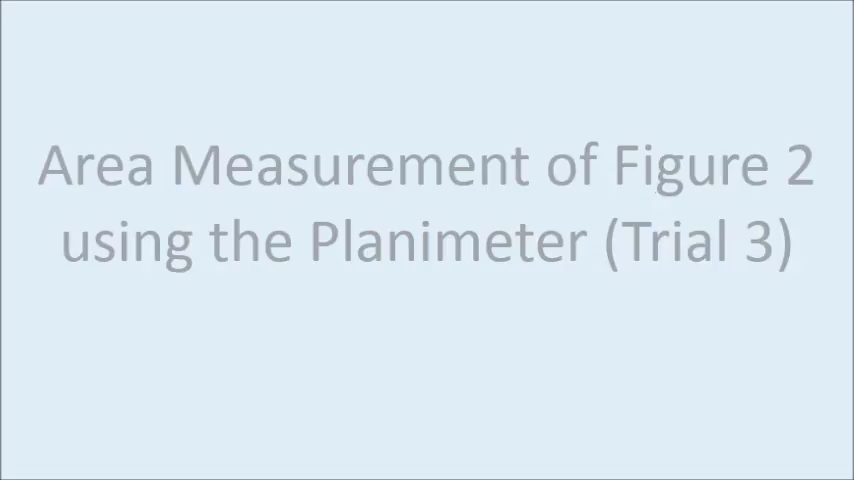 Area Measurement of Figure 2
using the Planimeter (Trial 3)